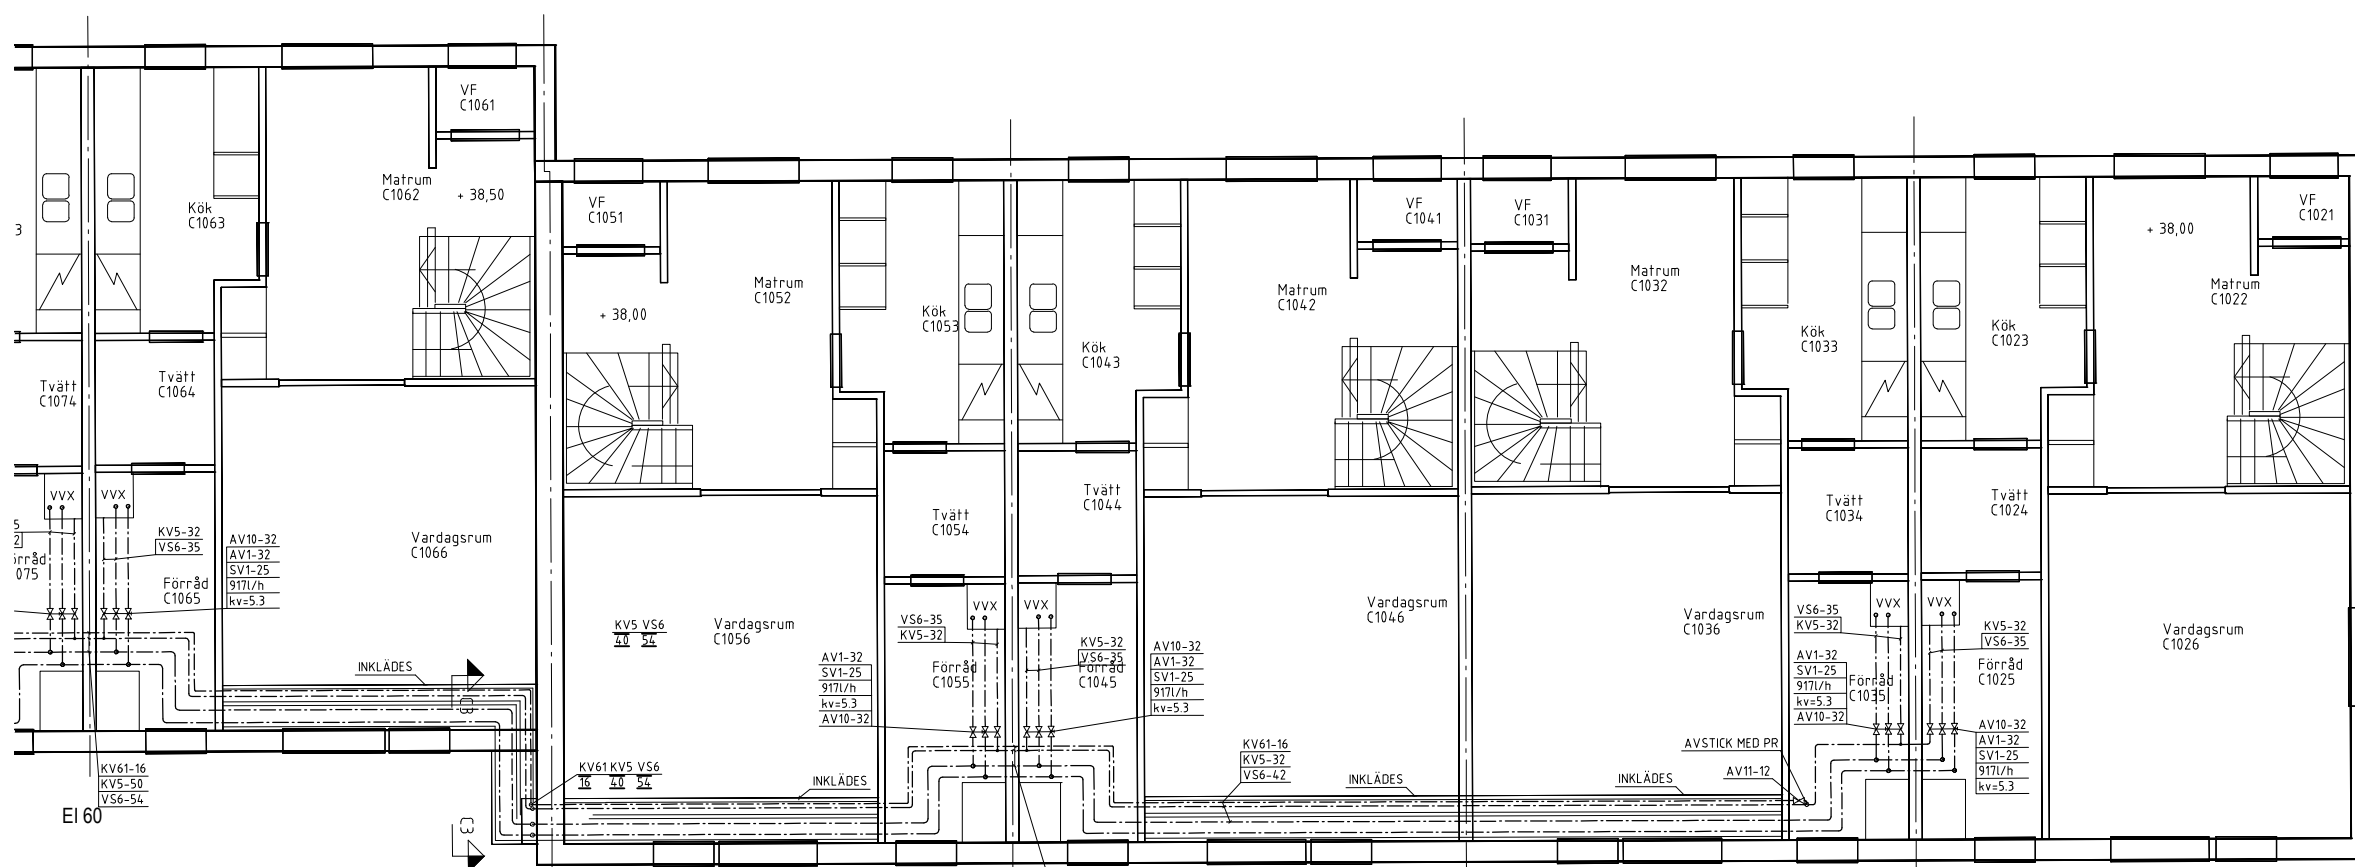 VF
C1061
Matrum
C1062
+ 38,50
Kök
C1063
3
Tvätt
C1074
Tvätt
C1064
VVX
VVX
5
2
075
KV5-32
VS6-35
Förråd
C1065
AV10-32
AV1-32
SV1-25
917l/h
kv=5.3
Vardagsrum
C1066
INKLÄDES
C3
C3
KV61-16
KV5-50
VS6-54
EI 60
VF
C1051
+ 38,00
Matrum
C1052
Kök
C1053
Tvätt
C1054
KV5 VS6
40 54
Vardagsrum
C1056
KV61 KV5 VS6
16 40 54
INKLÄDES
AV1-32
SV1-25
917l/h
kv=5.3
AV10-32
VS6-35
KV5-32
Förråd
C1055
VVX
VVX
Kök
C1043
Matrum
C1042
VF
C1041
Tvätt
C1044
KV5-32
VS6-35
Förråd
C1045
AV10-32
AV1-32
SV1-25
917l/h
kv=5.3
Vardagsrum
C1046
KV61-16
KV5-32
VS6-42
INKLÄDES
VF
C1031
Matrum
C1032
Kök
C1033
Tvätt
C1034
Vardagsrum
C1036
INKLÄDES
AVSTICK MED PR
AV11-12
VS6-35
KV5-32
AV1-32
SV1-25
917l/h
kv=5.3
AV10-32
Förråd
C1035
VVX
VVX
Kök
C1023
Matrum
C1022
+ 38,00
VF
C1021
Tvätt
C1024
KV5-32
VS6-35
Förråd
C1025
AV10-32
AV1-32
SV1-25
917l/h
kv=5.3
Vardagsrum
C1026